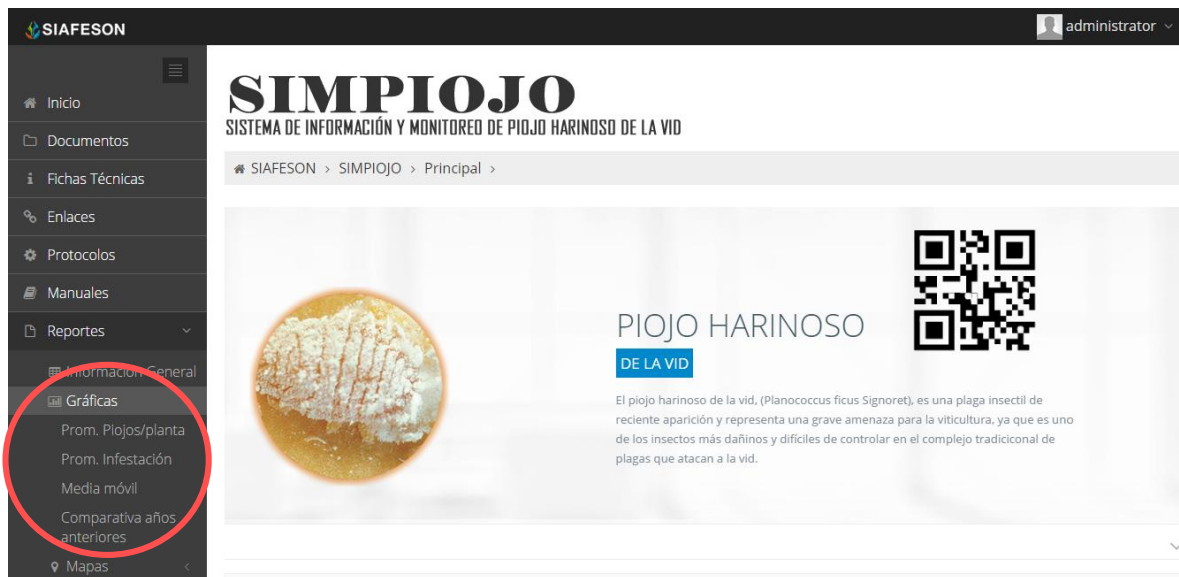 SIAFESON
administrator
Inicio
Documentos
Fichas Técnicas
Enlaces
Protocolos
Manuales
Reportes
Información General
Gráficas
Prom. Piojos/planta
Prom. Infestación
Media móvil
Comparativa años
anteriores
Mapas
SIMPIOJO
SISTEMA DE INFORMACIÓN Y MONITOREO DE PIOJO HARINOSO DE LA VID
SIAFESON > SIMPIOJO > Principal >
PIOJO HARINOSO
DE LA VID
El piojo harinoso de la vid, (Planococcus ficus Signoret), es una plaga insectil de
reciente aparición y representa una grave amenaza para la viticultura, ya que es uno
de los insectos más dañinos y difíciles de controlar en el complejo tradiciconal de
plagas que atacan a la vid.